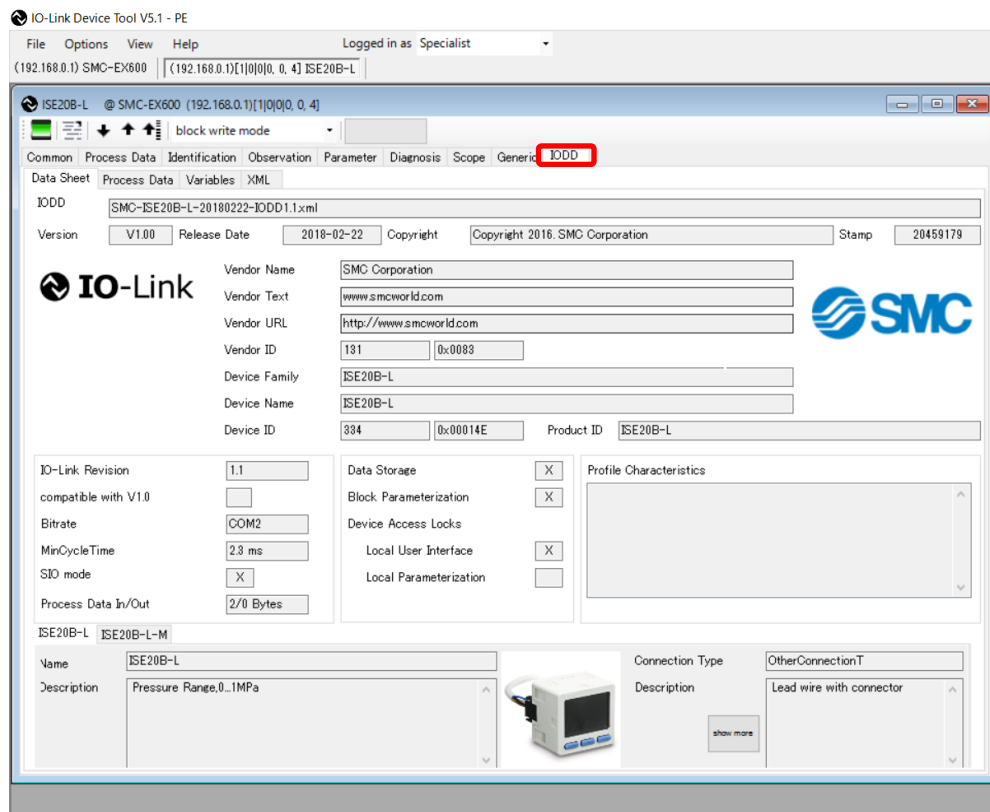 IO-Link Device Tool V5.1 - PE
File Options View Help Logged in as Specialist
(192.168.0.1) SMC-EX600 (192.168.0.1)[1|0|0|0, 0, 4] ISE20B-L
ISE20B-L @ SMC-EX600 (192.168.0.1)[1|0|0|0, 0, 4]
block write mode
Common Process Data Identification Observation Parameter Diagnosis Scope Generic IODD
Data Sheet Process Data Variables XML
IODD SMC-ISE20B-L-20180222-IODD1.1.xml
Version V1.00 Release Date 2018-02-22 Copyright Copyright 2016. SMC Corporation Stamp 20459179
IO-Link
SMC
Vendor Name SMC Corporation
Vendor Text www.smcworld.com
Vendor URL http://www.smcworld.com
Vendor ID 131 0x0083
Device Family ISE20B-L
Device Name ISE20B-L
Device ID 334 0x00014E Product ID ISE20B-L
IO-Link Revision 1.1
compatible with V1.0
Bitrate COM2
MinCycleTime 2.3 ms
SIO mode X
Process Data In/Out 2/0 Bytes
Data Storage X
Block Parameterization X
Device Access Locks
Local User Interface X
Local Parameterization
Profile Characteristics
ISE20B-L ISE20B-L-M
Name ISE20B-L
Description Pressure Range,0...1MPa
Connection Type OtherConnectionT
Description Lead wire with connector
show more